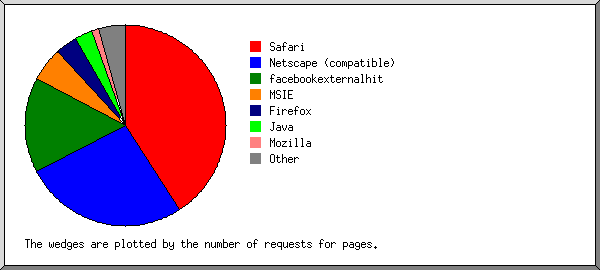 Safari
Netscape (compatible)
facebookexternalhit
MSIE
Firefox
Java
Mozilla
Other
The wedges are plotted by the number of requests for pages.